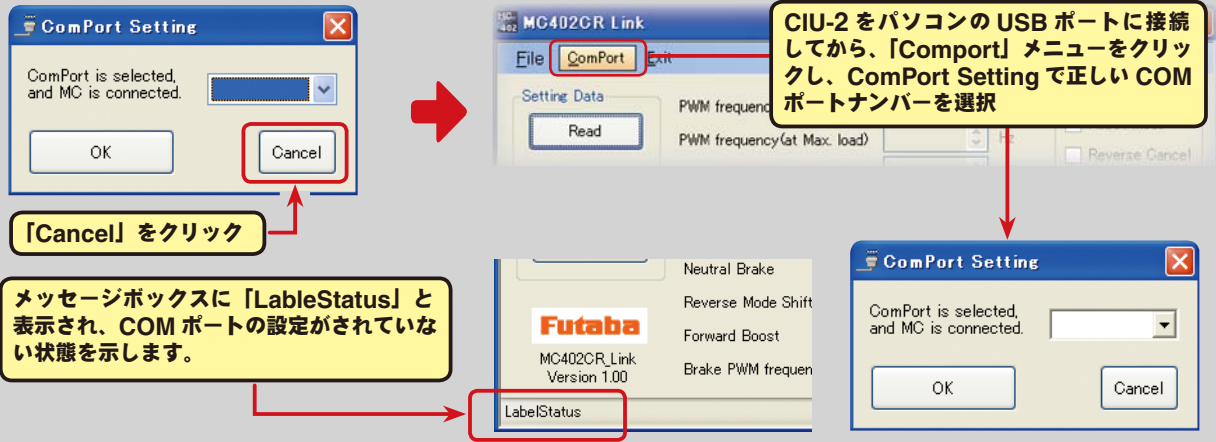 ComPort Setting
ComPort is selected,
and MC is connected.
OK
Cancel
「Cancel」をクリック
MC402CR Link
File
ComPort
Exit
Setting Data
Read
PWM frequenc
PWM frequency(at Max. load)
Hz
Reverse Cancel
CIU-2 をパソコンの USB ポートに接続
してから、「Comport」メニューをクリッ
クし、ComPort Setting で正しい COM
ポートナンバーを選択
メッセージボックスに「LableStatus」と
表示され、COM ポートの設定がされていな
い状態を示します。
Futaba
MC402CR_Link
Version 1.00
Neutral Brake
Reverse Mode Shift
Forward Boost
Brake PWM frequen
LabelStatus
ComPort Setting
ComPort is selected,
and MC is connected.
OK
Cancel